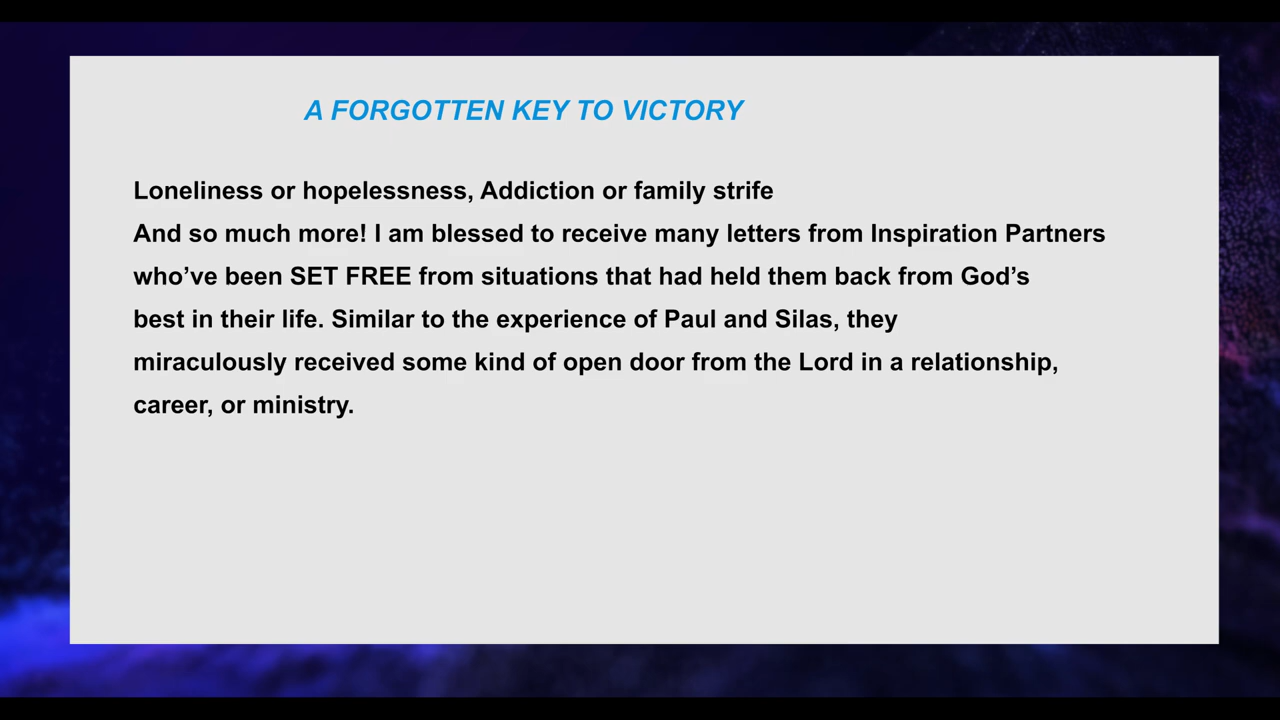 A FORGOTTEN KEY TO VICTORY
Loneliness or hopelessness, Addiction or family strife
And so much more! I am blessed to receive many letters from Inspiration Partners
who’ve been SET FREE from situations that had held them back from God’s
best in their life. Similar to the experience of Paul and Silas, they
miraculously received some kind of open door from the Lord in a relationship,
career, or ministry.